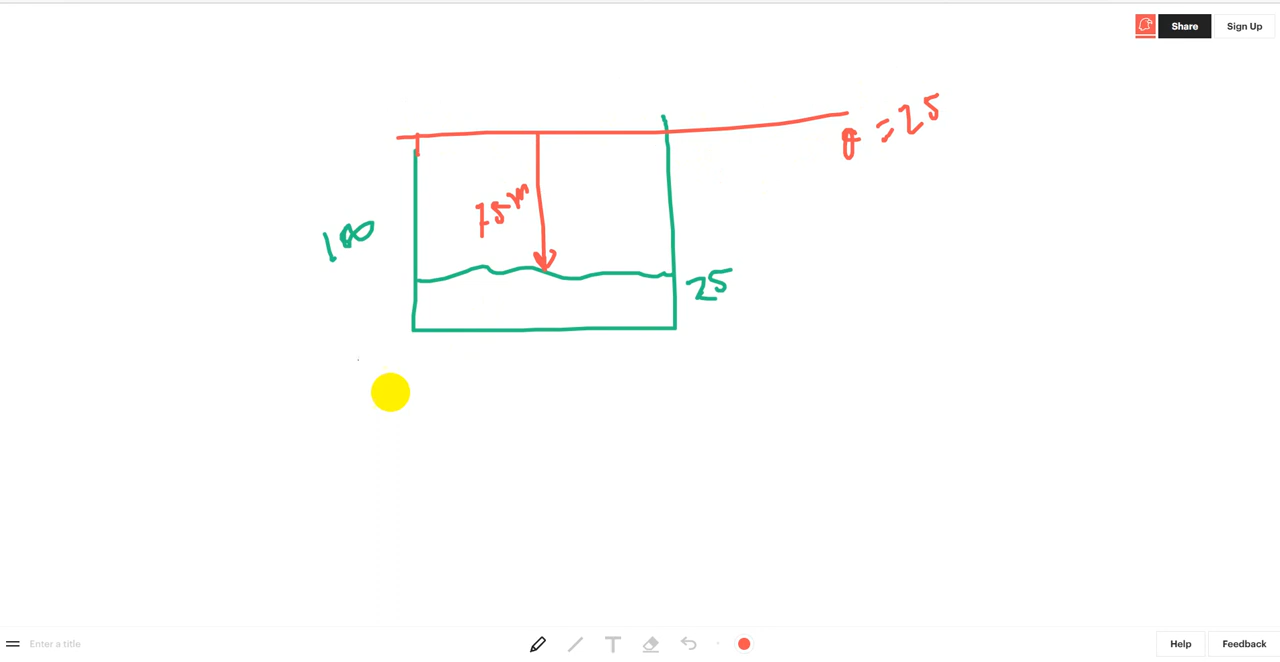 Share
Sign Up
= 25
75m
100
25
Enter a title
T
Help
Feedback